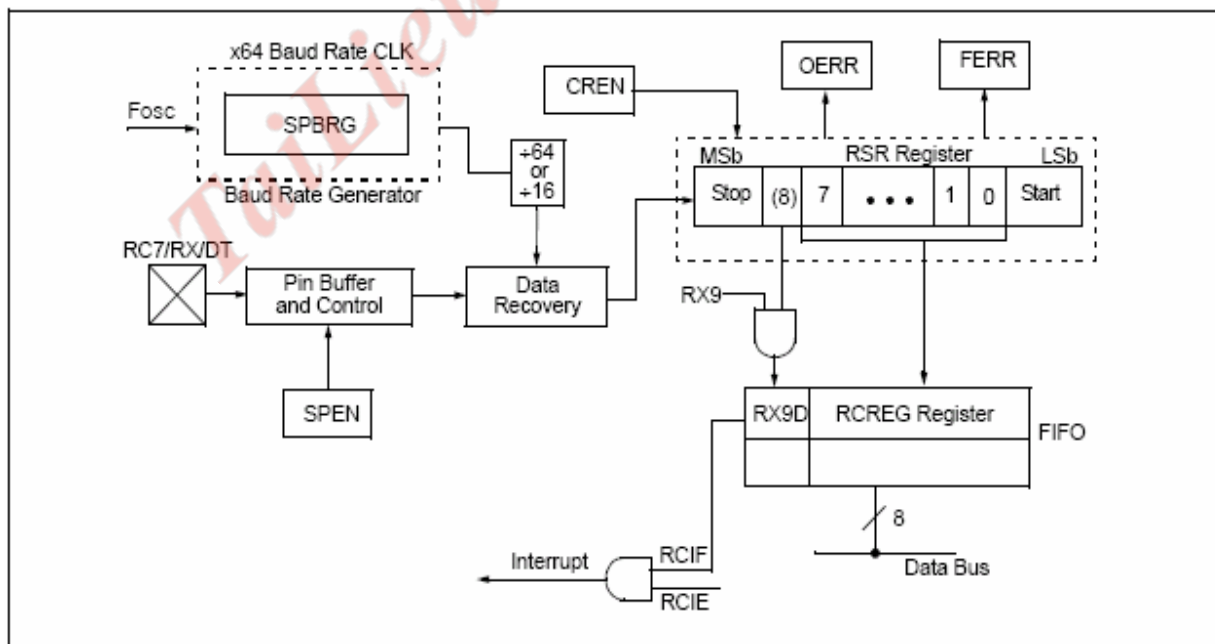 x64 Baud Rate CLK
Fosc
SPBRG
Baud Rate Generator
÷64
or
÷16
CREN
OERR
FERR
MSb
RSR Register
LSb
Stop
(8)
7
• • •
1
0
Start
RC7/RX/DT
Pin Buffer
and Control
Data
Recovery
SPEN
RX9
RX9D
RCREG Register
FIFO
8
Data Bus
Interrupt
RCIF
RCIE
TaiLieu